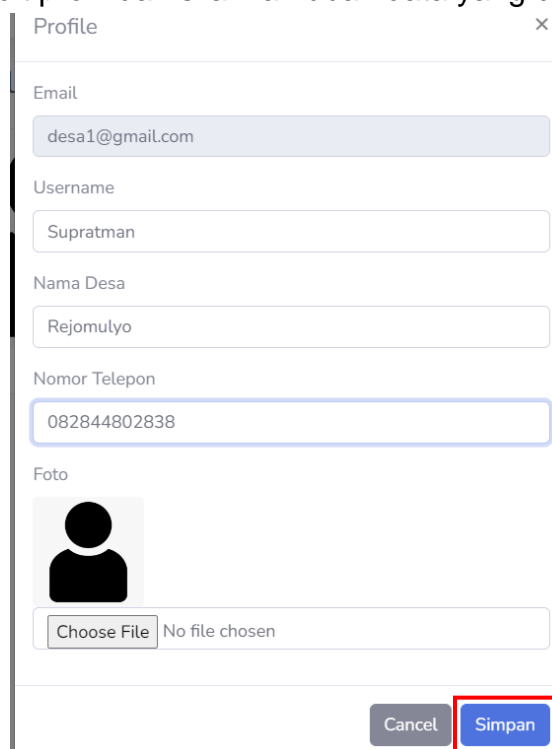 Profile ×
Email
desa1@gmail.com
Username
Supratman
Nama Desa
Rejomulyo
Nomor Telepon
082844802838
Foto
Choose File No file chosen
Cancel Simpan